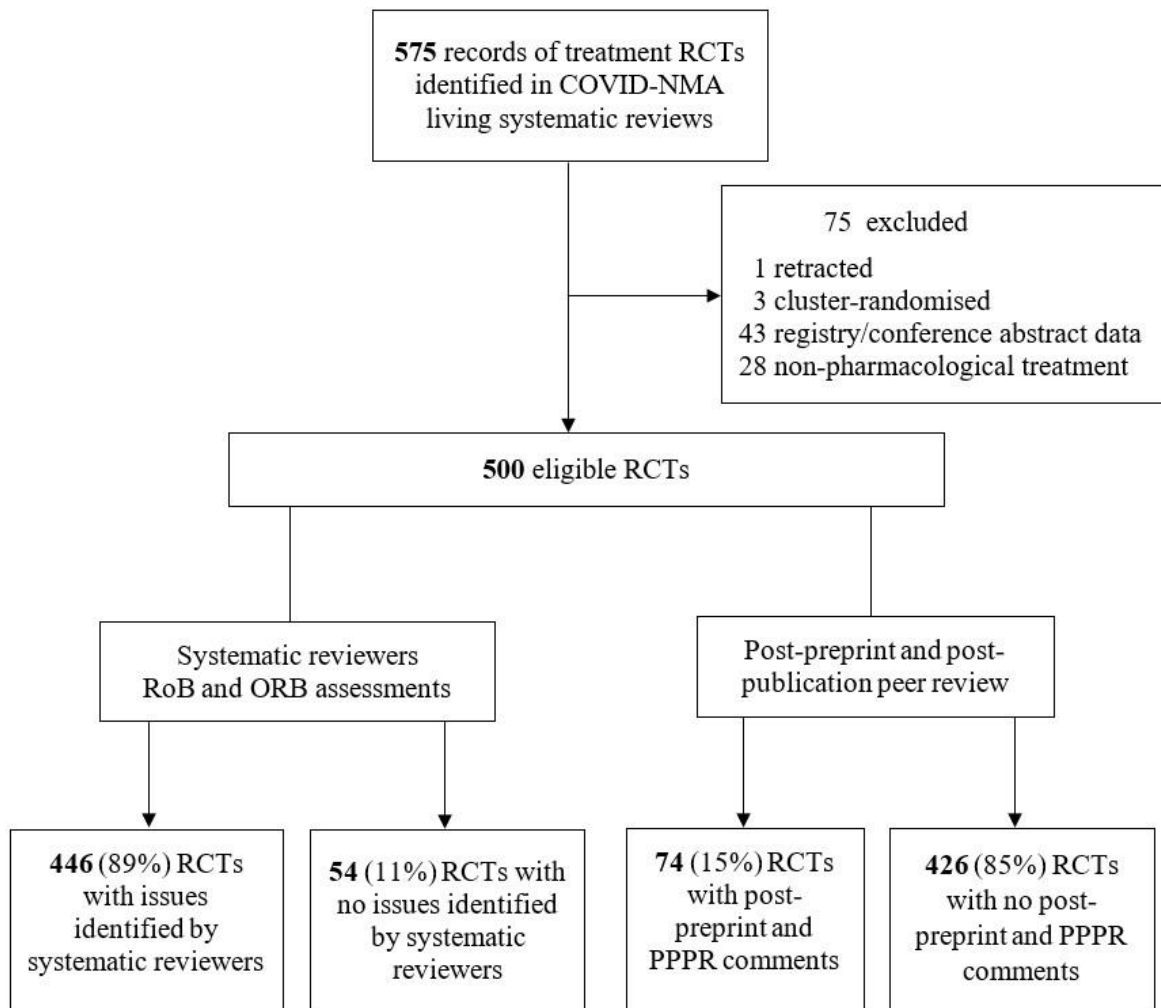 575 records of treatment RCTs
identified in COVID-NMA
living systematic reviews
75 excluded
1 retracted
3 cluster-randomised
43 registry/conference abstract data
28 non-pharmacological treatment
500 eligible RCTs
Systematic reviewers
RoB and ORB assessments
Post-preprint and post-
publication peer review
446 (89%) RCTs
with issues
identified by
systematic reviewers
54 (11%) RCTs with
no issues identified
by systematic
reviewers
74 (15%) RCTs
with post-
preprint and
PPPR comments
426 (85%) RCTs
with no post-
preprint and PPPR
comments